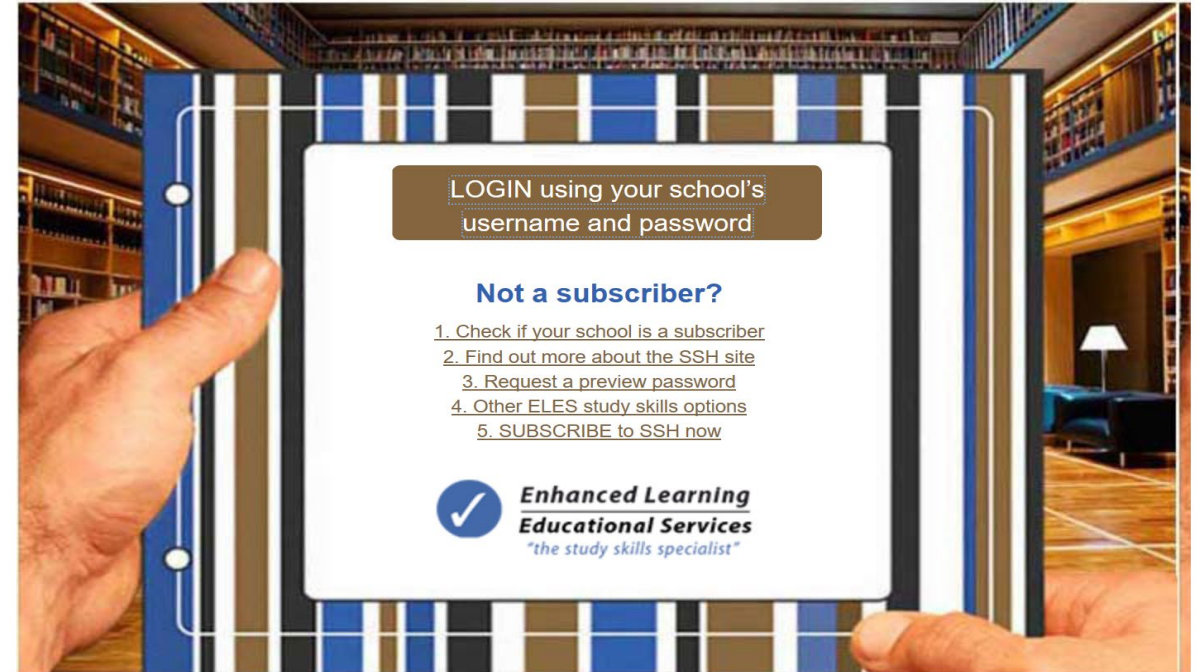 LOGIN using your school’s
username and password
Not a subscriber?
1. Check if your school is a subscriber
2. Find out more about the SSH site
3. Request a preview password
4. Other ELES study skills options
5. SUBSCRIBE to SSH now
Enhanced Learning
Educational Services
"the study skills specialist"